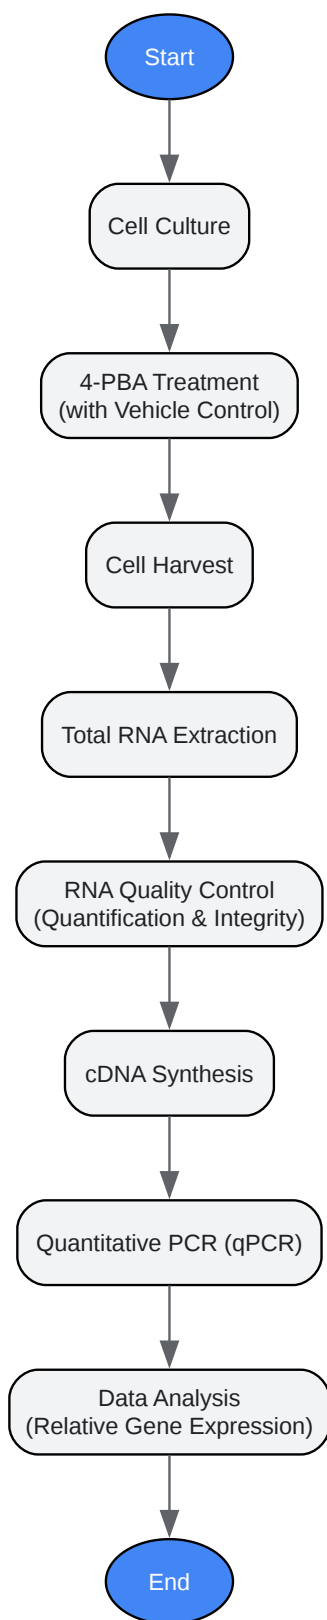 Start
Cell Culture
4-PBA Treatment
(with Vehicle Control)
Cell Harvest
Total RNA Extraction
RNA Quality Control
(Quantification & Integrity)
cDNA Synthesis
Quantitative PCR (qPCR)
Data Analysis
(Relative Gene Expression)
End